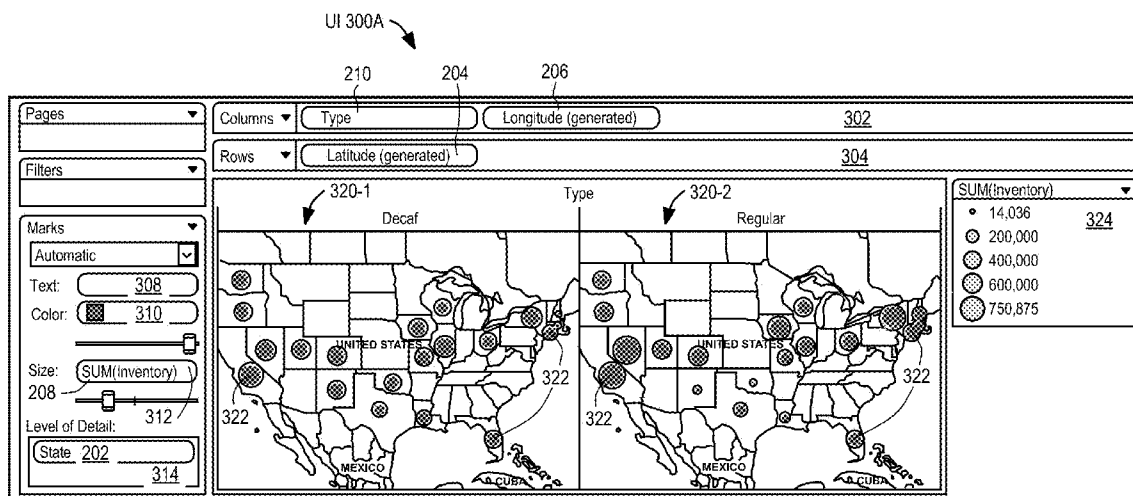 UI 300A
210
204
206
Pages
Columns
Type
Longitude (generated)
302
Rows
Latitude (generated)
304
Filters
320-1
Type
320-2
Decaf
Regular
SUM(Inventory)
324
14,036
200,000
400,000
600,000
750,875
Marks
Automatic
Text: 308
Color: 310
Size: SUM(Inventory)
208
312
Level of Detail:
State 202
314
UNITED STATES
MEXICO
CUBA
322
322
UNITED STATES
MEXICO
CUBA
322
322